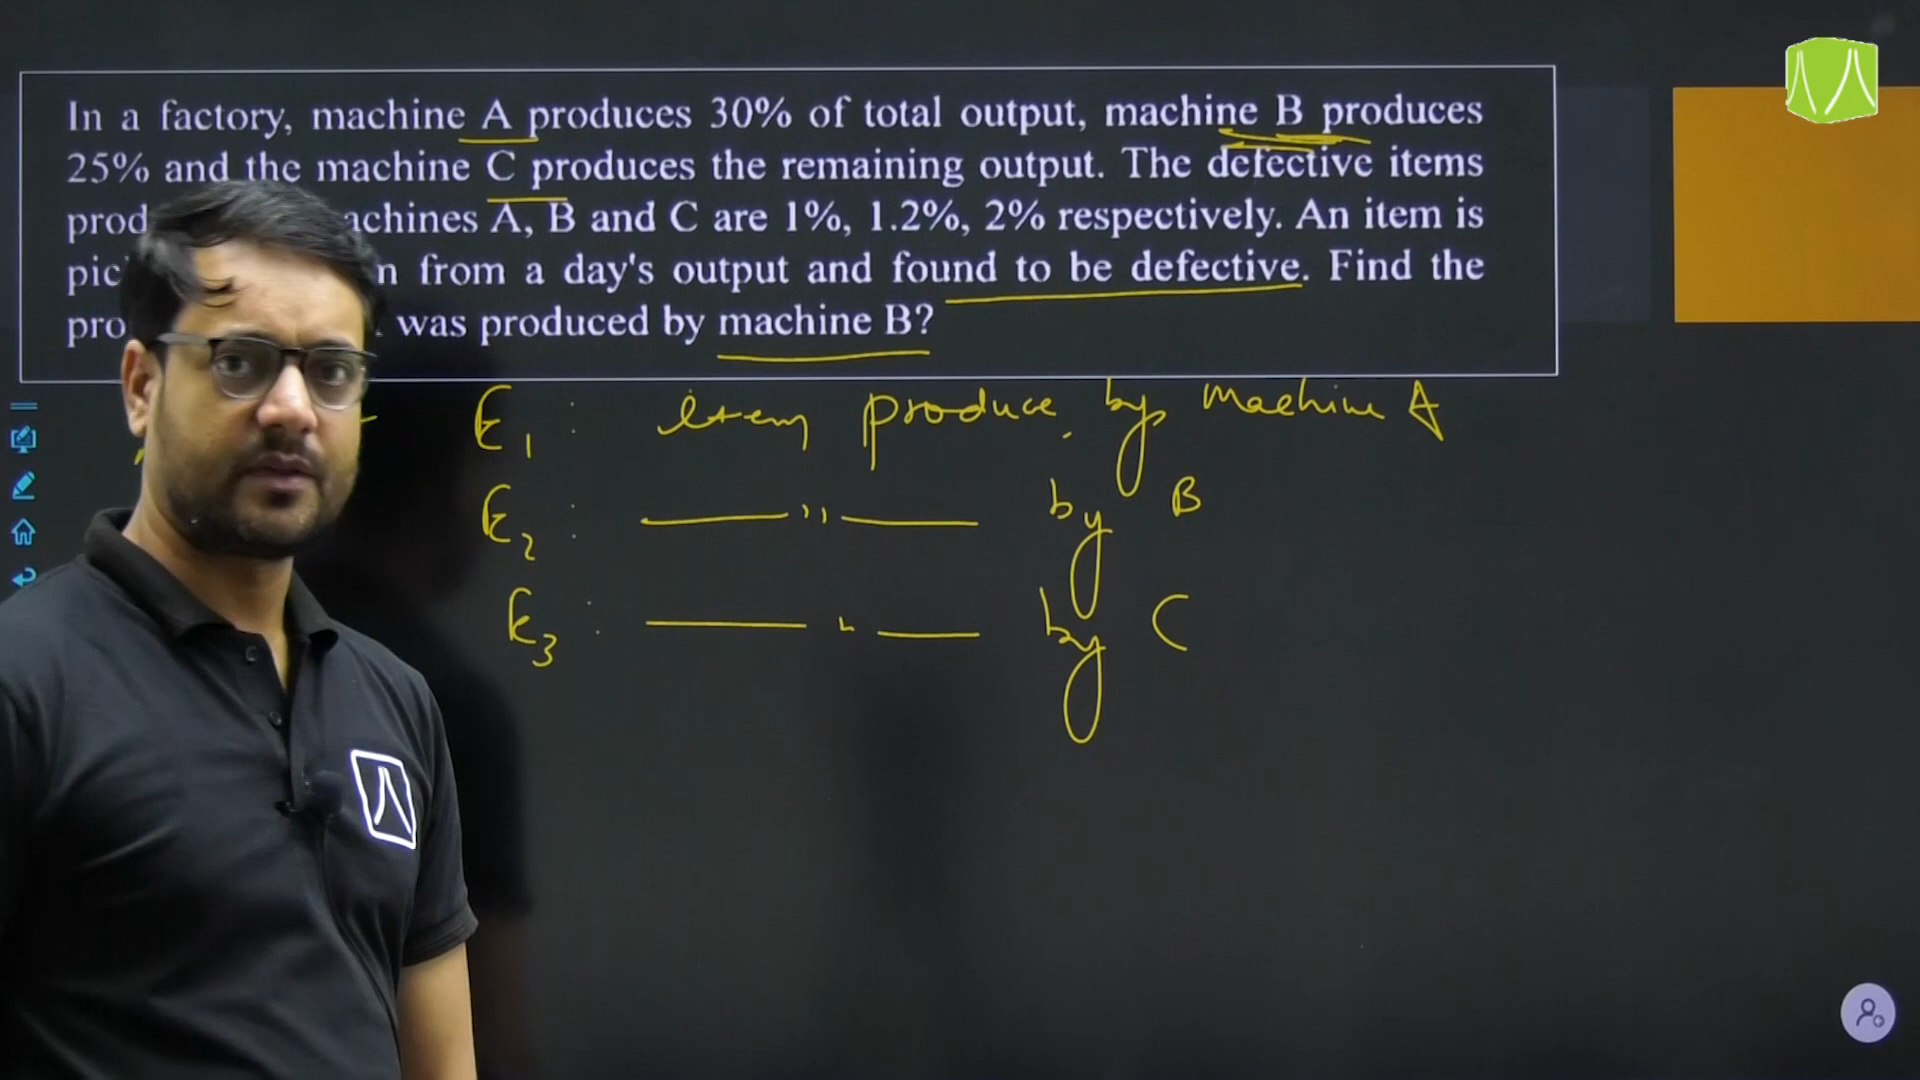 In a factory, machine A produces 30% of total output, machine B produces
25% and the machine C produces the remaining output. The defective items
prod achines A, B and C are 1%, 1.2%, 2% respectively. An item is
pic n from a day's output and found to be defective. Find the
pro was produced by machine B?
E1 : item produce by machine A
E2 : —— " —— by B
E3 : —— " —— by C